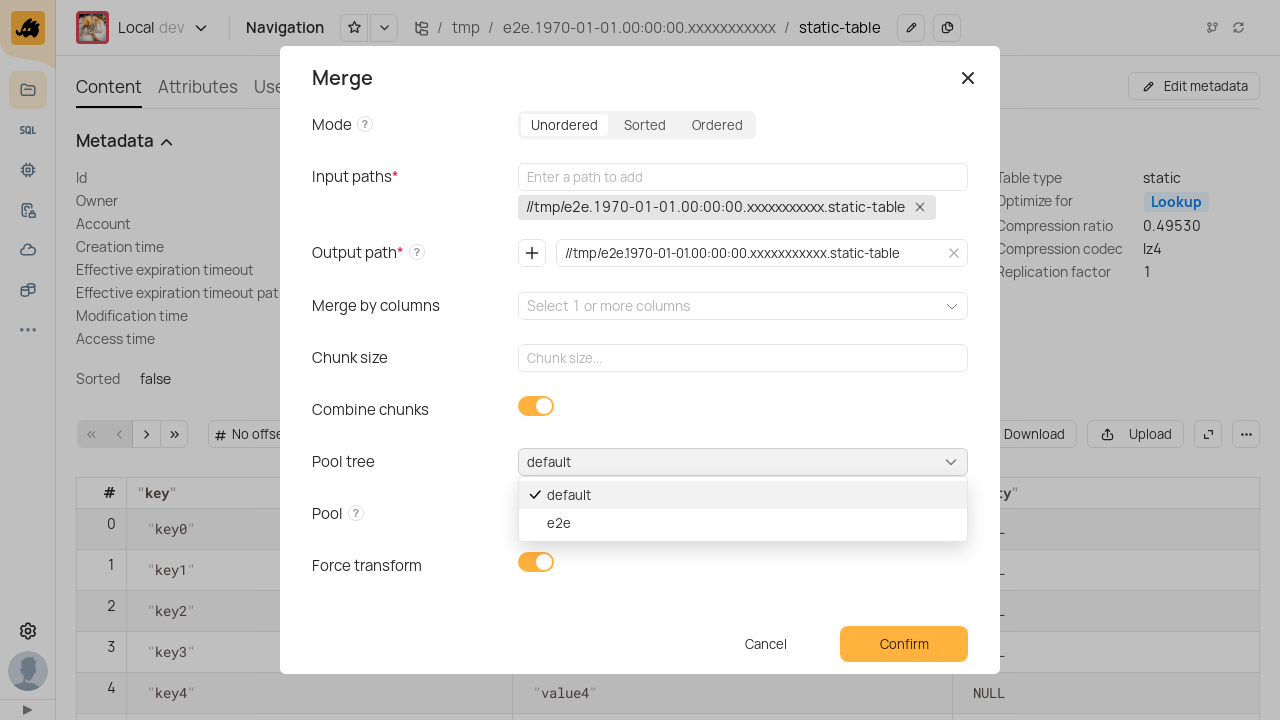 Local dev
Navigation
/ tmp / e2e.1970-01-01.00:00:00.xxxxxxxxxxx / static-table
Content Attributes
Edit metadata
SQL
Metadata
Id
Owner
Account
Creation time
Effective expiration timeout
Effective expiration timeout
Modification time
Access time
Sorted false
Table type static
Optimize for Lookup
Compression ratio 0.49530
Compression codec lz4
Replication factor 1
Merge
Mode ?
Unordered Sorted Ordered
Input paths*
Enter a path to add
//tmp/e2e.1970-01-01.00:00:00.xxxxxxxxxxx.static-table
Output path* ?
//tmp/e2e.1970-01-01.00:00:00.xxxxxxxxxxx.static-table
Merge by columns
Select 1 or more columns
Chunk size
Chunk size...
Combine chunks
Pool tree
default
default
e2e
Pool ?
Force transform
Cancel Confirm
# No
Download Upload
# "key"
0 "key0"
1 "key1"
2 "key2"
3 "key3"
4 "key4" "value4" NULL